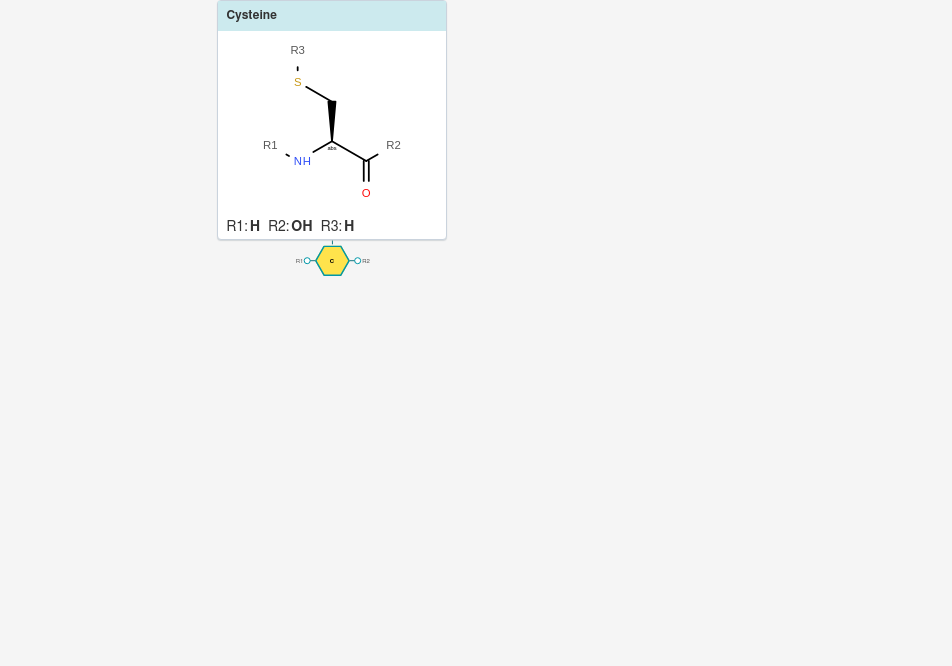 Cysteine
R3
S
R1 NH abs R2
O
R1: H R2: OH R3: H
R1 C R2